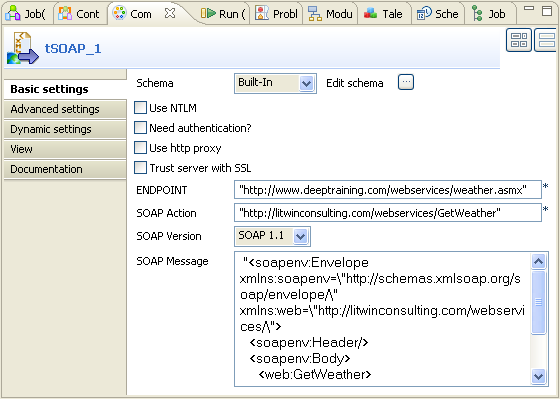 Job(
Cont
Com
Run (
Probl
Modu
Tale
Sche
Job
tSOAP_1
Basic settings
Advanced settings
Dynamic settings
View
Documentation
Schema
Built-In
Edit schema
...
Use NTLM
Need authentication?
Use http proxy
Trust server with SSL
ENDPOINT
"http://www.deeptraining.com/webservices/weather.asmx"
*
SOAP Action
"http://litwinconsulting.com/webservices/GetWeather"
*
SOAP Version
SOAP 1.1
SOAP Message
"<soapenv:Envelope
xmlns:soapenv=\"http://schemas.xmlsoap.org/
soap/envelope/\"
xmlns:web=\"http://litwinconsulting.com/webservi
ces/\">
<soapenv:Header/>
<soapenv:Body>
<web:GetWeather>